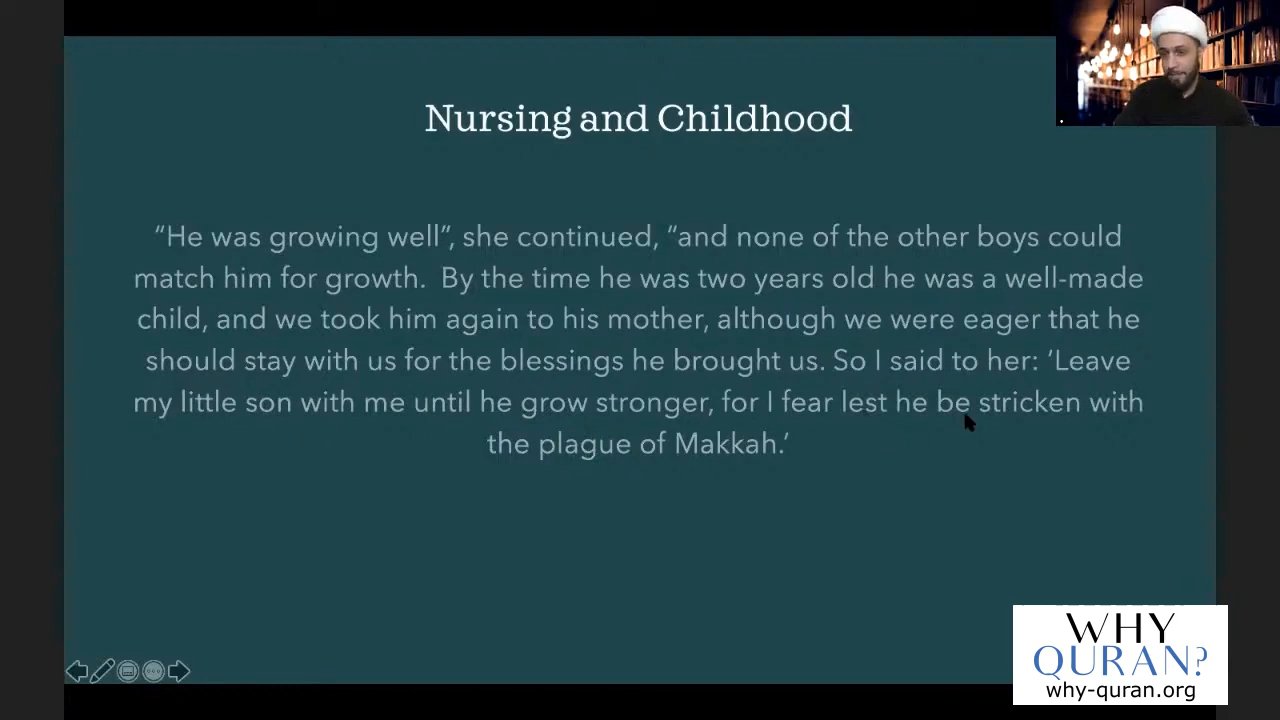 Nursing and Childhood
“He was growing well”, she continued, “and none of the other boys could
match him for growth.  By the time he was two years old he was a well-made
child, and we took him again to his mother, although we were eager that he
should stay with us for the blessings he brought us. So I said to her: ‘Leave
my little son with me until he grow stronger, for I fear lest he be stricken with
the plague of Makkah.’
WHY
QURAN?
why-quran.org